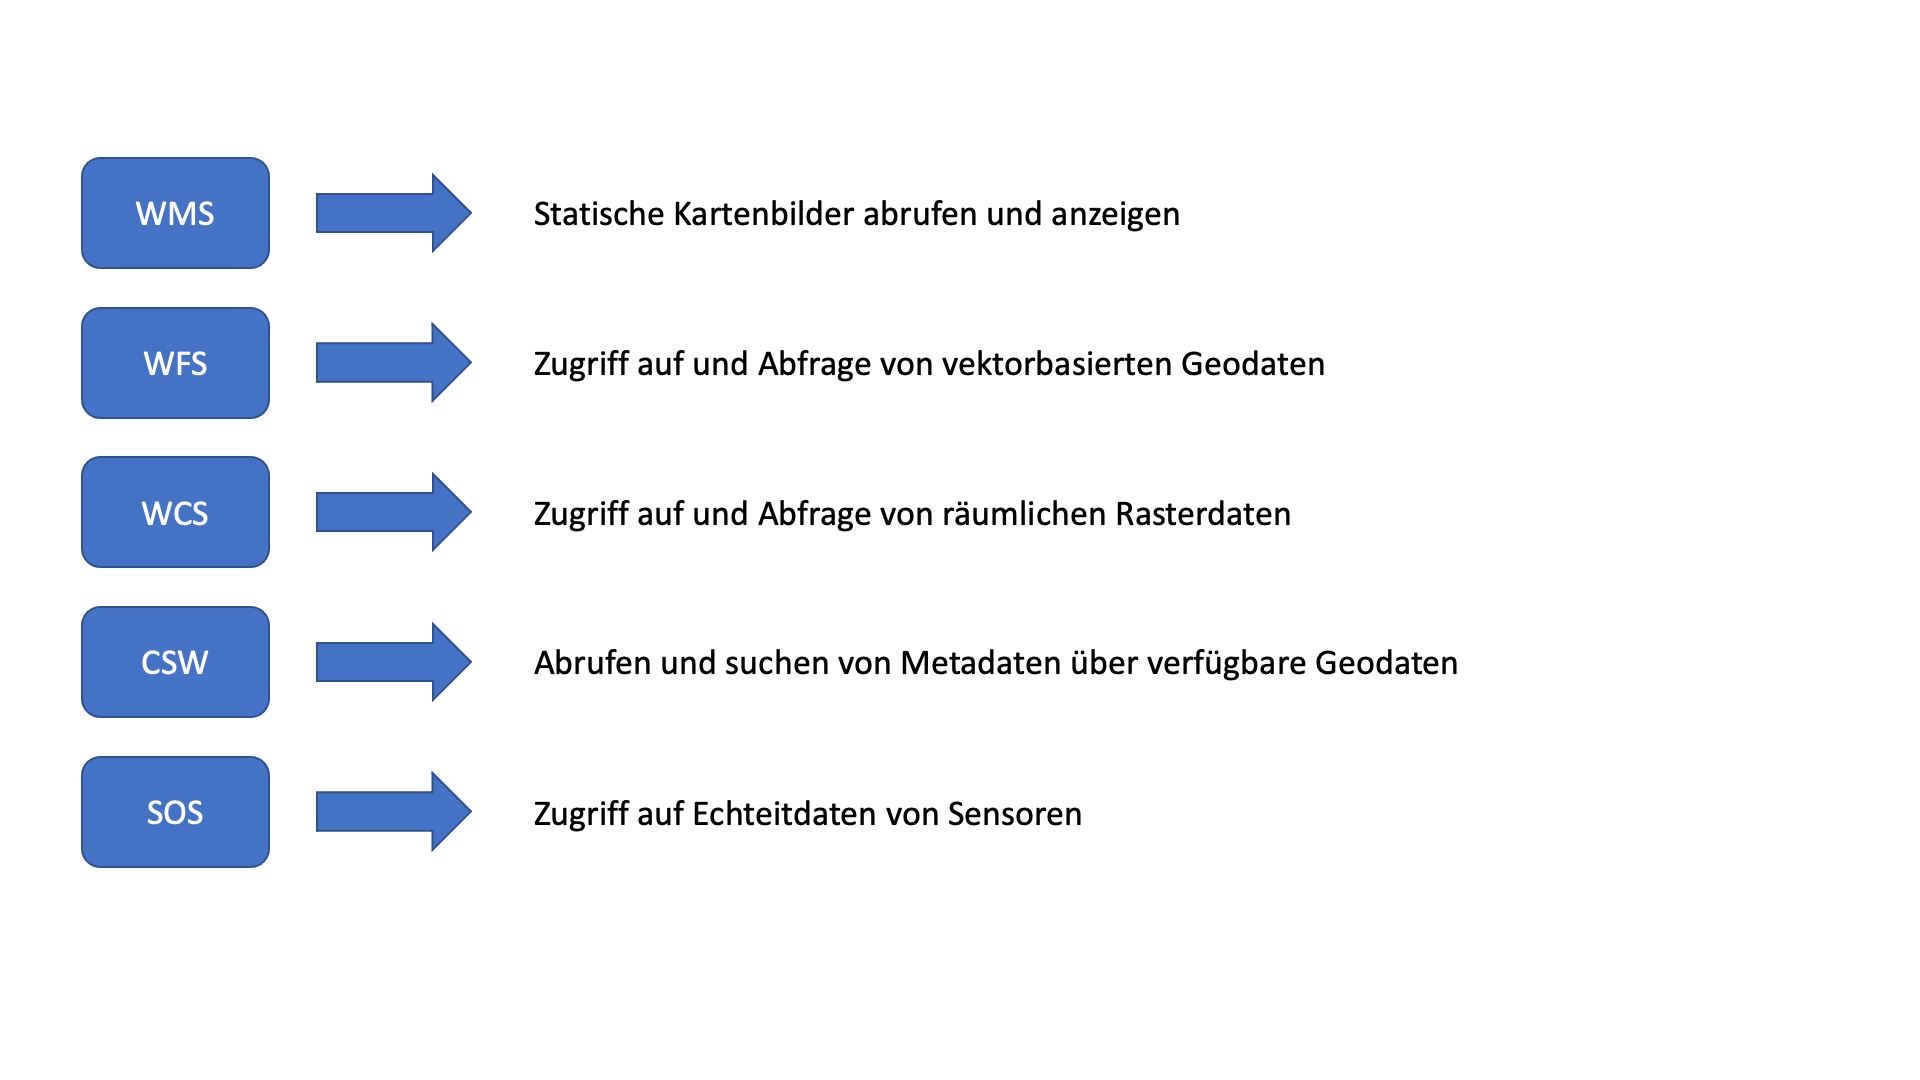 WMS
Statische Kartenbilder abrufen und anzeigen
WFS
Zugriff auf und Abfrage von vektorbasierten Geodaten
WCS
Zugriff auf und Abfrage von räumlichen Rasterdaten
CSW
Abrufen und suchen von Metadaten über verfügbare Geodaten
SOS
Zugriff auf Echteitdaten von Sensoren